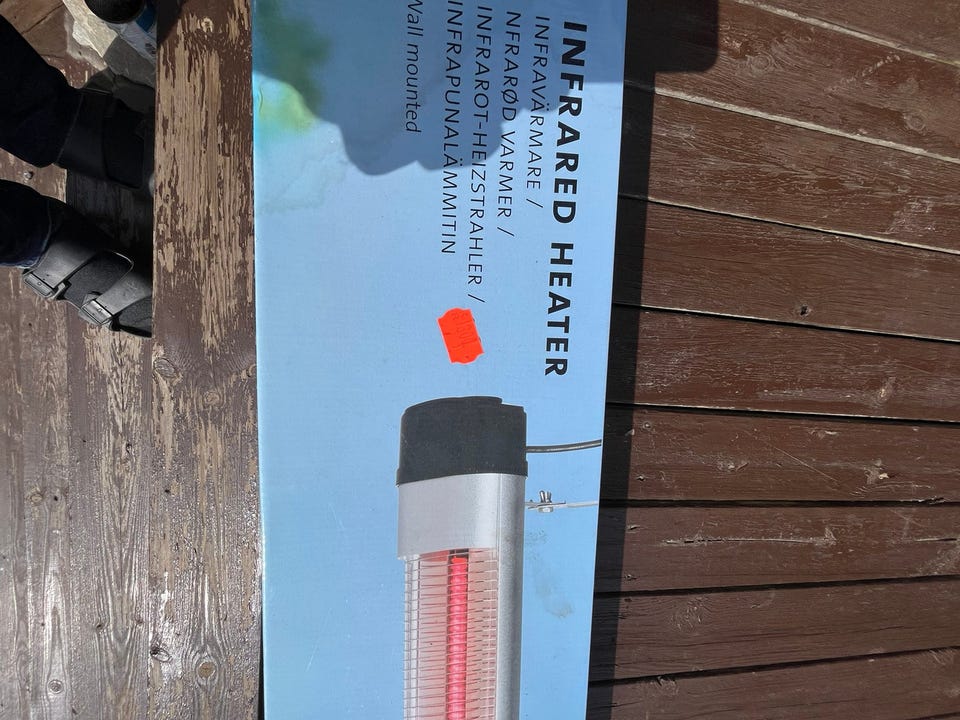 INFRARED HEATER
INFRAVÄRMARE /
NFRARØD VARMER /
INFRAROT-HEIZSTRAHLER /
INFRAPUNALÄMMITIN
Wall mounted